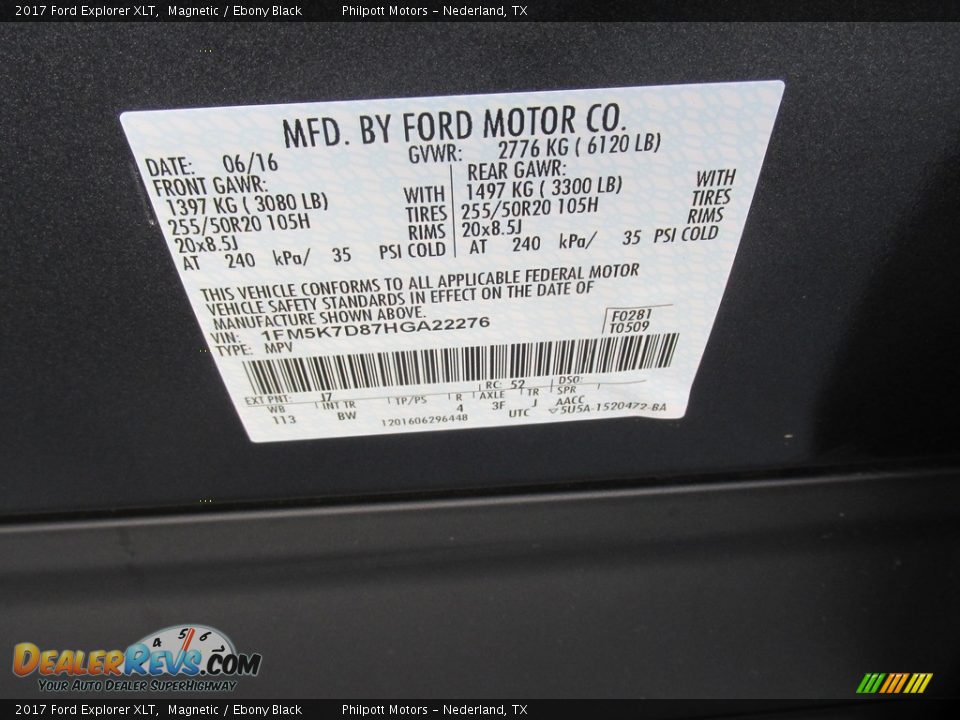 2017 Ford Explorer XLT, Magnetic / Ebony Black Philpott Motors - Nederland, TX
MFD. BY FORD MOTOR CO.
DATE: 06/16 GVWR: 2776 KG ( 6120 LB)
FRONT GAWR: REAR GAWR:
1397 KG ( 3080 LB) WITH 1497 KG ( 3300 LB) WITH
255/50R20 105H TIRES 255/50R20 105H TIRES
20x8.5J RIMS 20x8.5J RIMS
AT 240 kPa/ 35 PSI COLD AT 240 kPa/ 35 PSI COLD
THIS VEHICLE CONFORMS TO ALL APPLICABLE FEDERAL MOTOR
VEHICLE SAFETY STANDARDS IN EFFECT ON THE DATE OF
MANUFACTURE SHOWN ABOVE.
VIN: 1FM5K7D87HGA22276 F0281
TYPE: MPV T0509
EXT PNT: J7 RC: 52 DSO:
WB INT TR TP/PS R AXLE TR SPR
113 BW 4 3F J AACC
1201606296448 UTC 5U5A-1520472-BA
4 5 6
DEALERREVS.COM
YOUR AUTO DEALER SUPERHIGHWAY
2017 Ford Explorer XLT, Magnetic / Ebony Black Philpott Motors - Nederland, TX